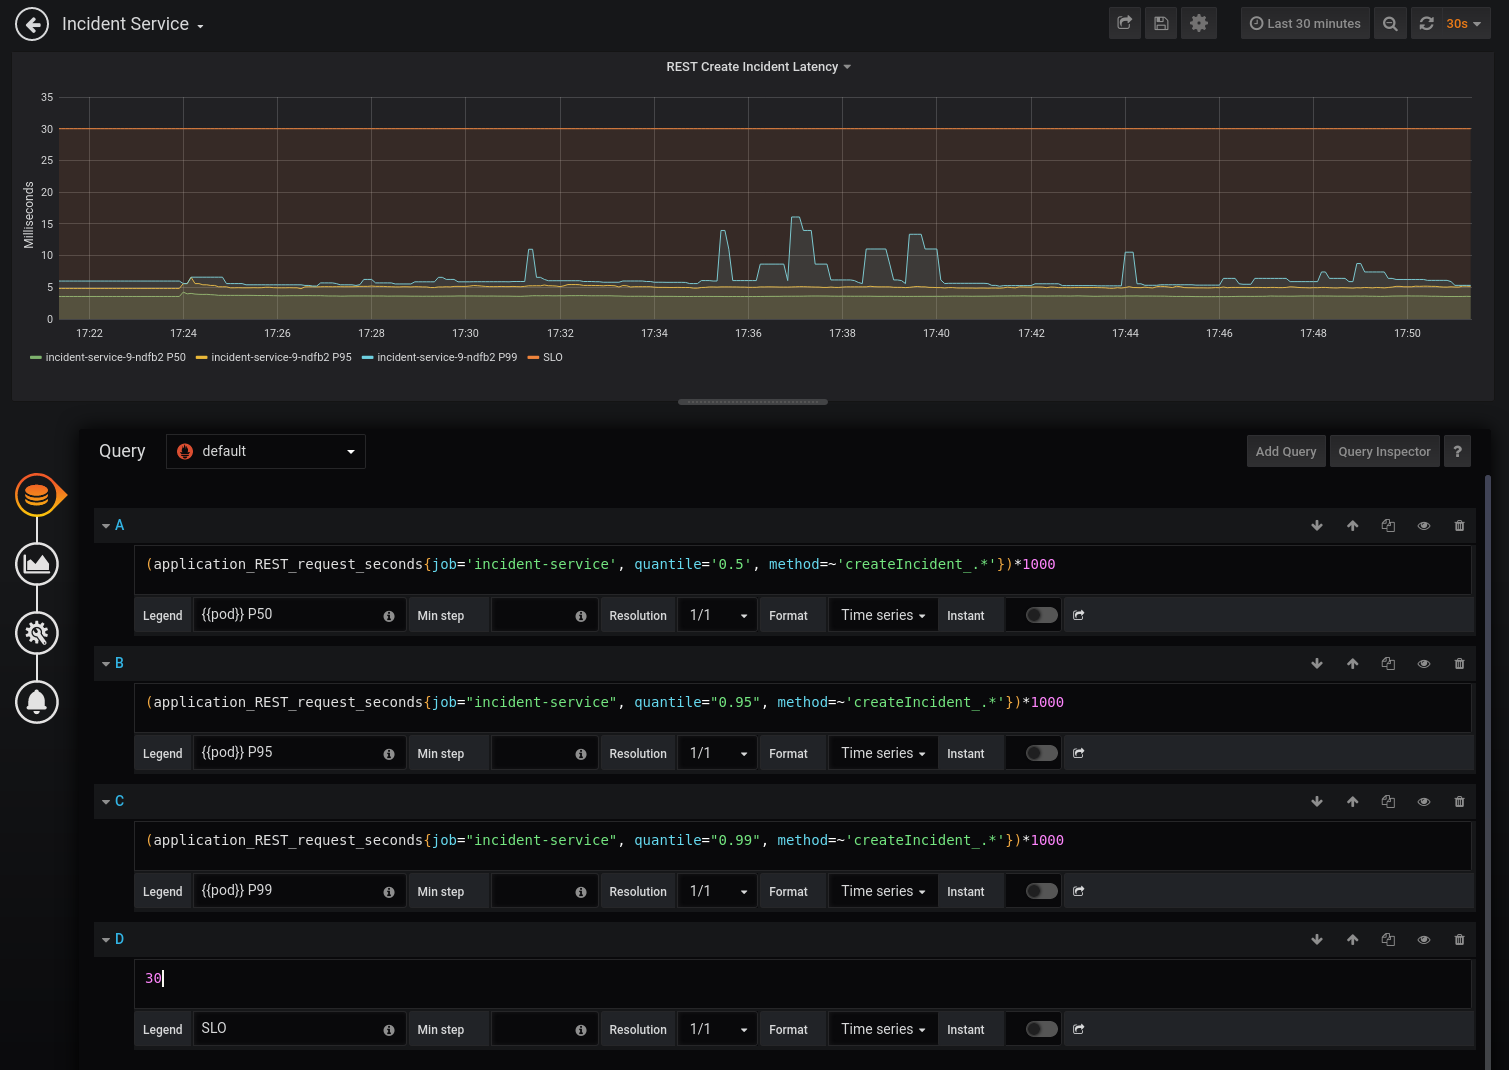 Incident Service
Last 30 minutes
30s
REST Create Incident Latency
35
30
25
20
15
10
5
0
Milliseconds
17:22 17:24 17:26 17:28 17:30 17:32 17:34 17:36 17:38 17:40 17:42 17:44 17:46 17:48 17:50
incident-service-9-ndfb2 P50 incident-service-9-ndfb2 P95 incident-service-9-ndfb2 P99 SLO
Query default Add Query Query Inspector ?
A
(application_REST_request_seconds{job='incident-service', quantile='0.5', method=~'createIncident_.*'})*1000
Legend {{pod}} P50 Min step Resolution 1/1 Format Time series Instant
B
(application_REST_request_seconds{job="incident-service", quantile="0.95", method=~'createIncident_.*'})*1000
Legend {{pod}} P95 Min step Resolution 1/1 Format Time series Instant
C
(application_REST_request_seconds{job="incident-service", quantile="0.99", method=~'createIncident_.*'})*1000
Legend {{pod}} P99 Min step Resolution 1/1 Format Time series Instant
D
30
Legend SLO Min step Resolution 1/1 Format Time series Instant